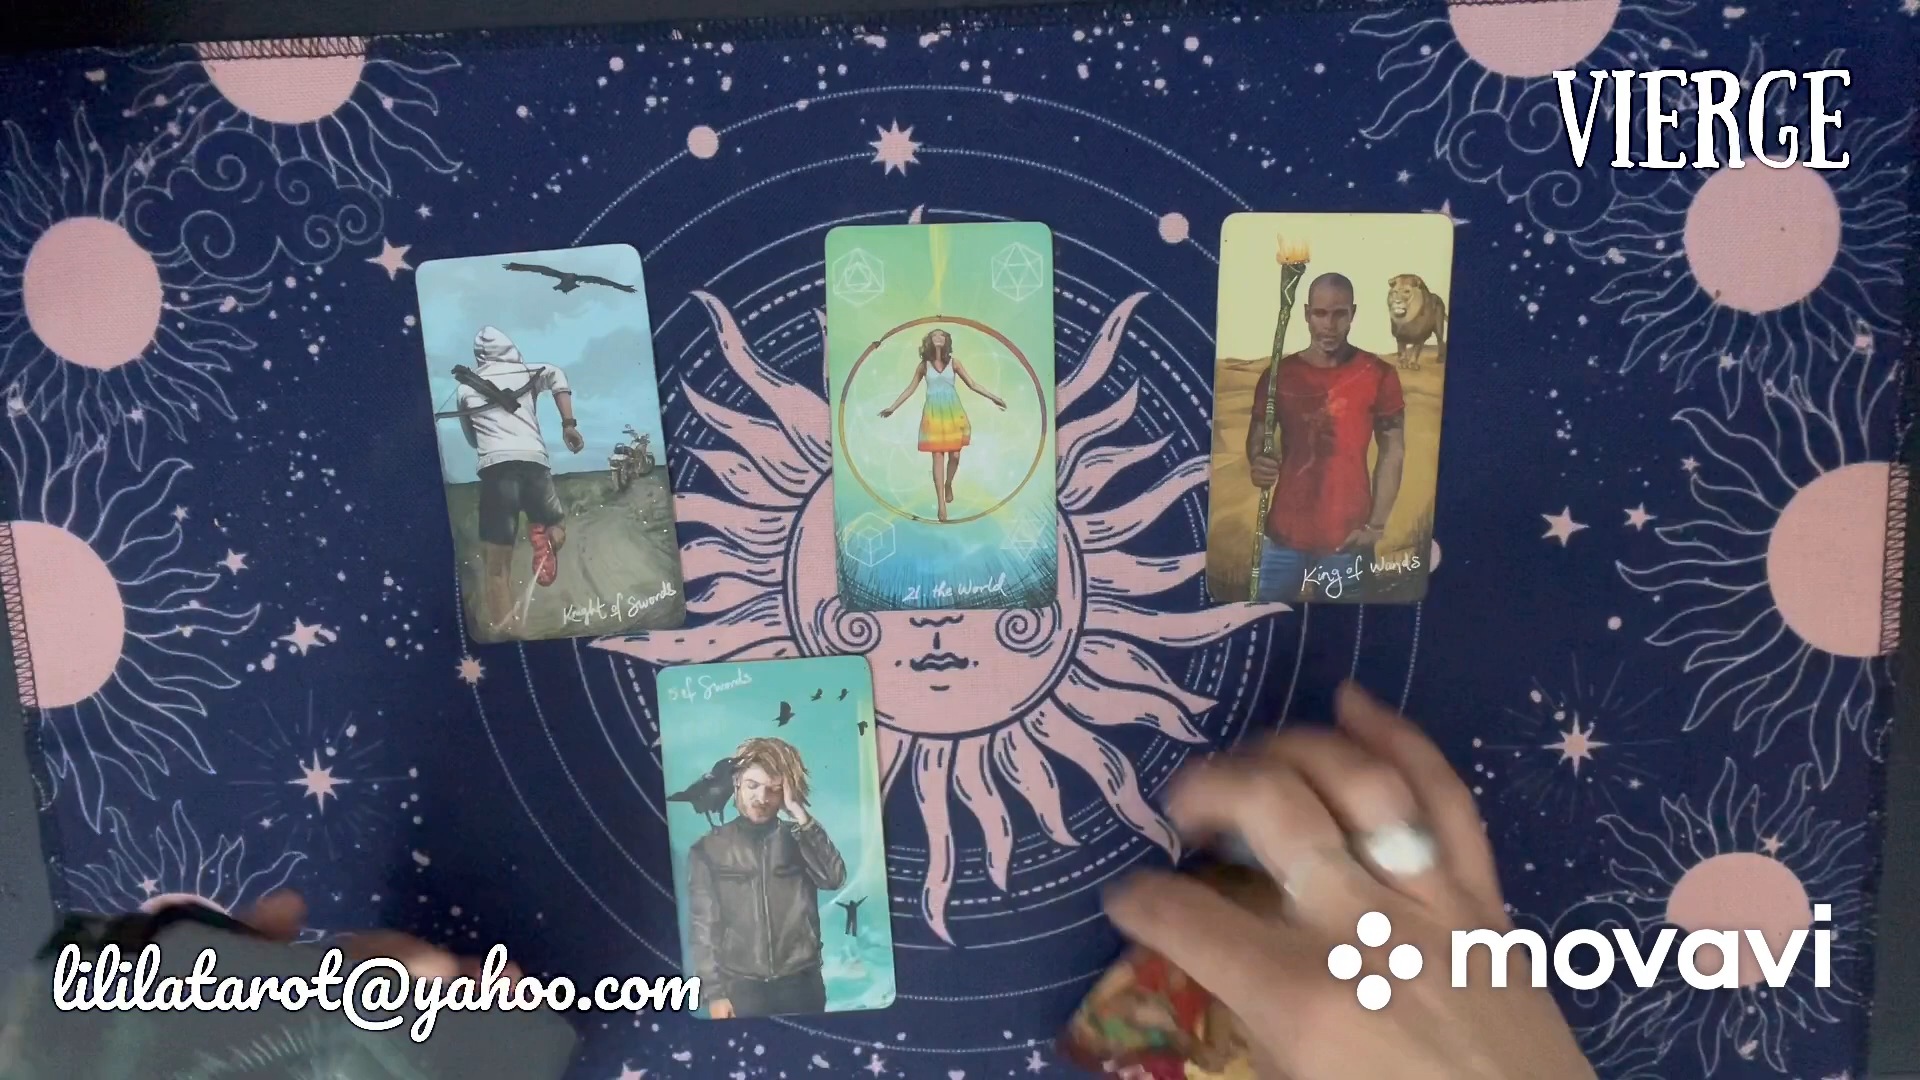 VIERGE
Knight of Swords
21. the World
King of Wands
5 of Swords
lililatarot@yahoo.com
movavi